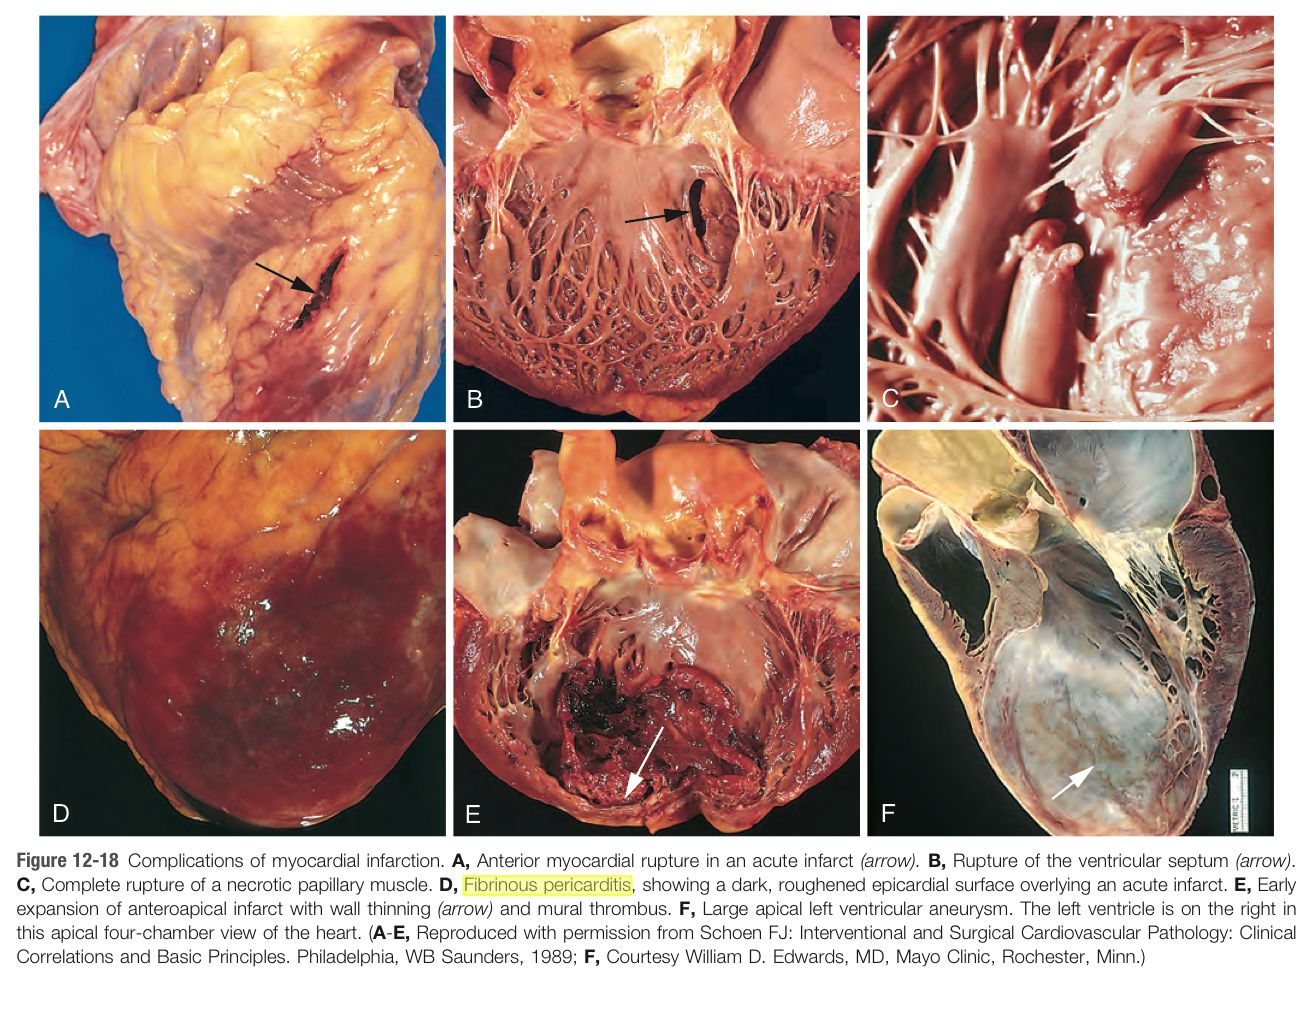 A
B
C
D
E
F
METRIC 1 2
Figure 12-18 Complications of myocardial infarction. A, Anterior myocardial rupture in an acute infarct (arrow). B, Rupture of the ventricular septum (arrow).
C, Complete rupture of a necrotic papillary muscle. D, Fibrinous pericarditis, showing a dark, roughened epicardial surface overlying an acute infarct. E, Early
expansion of anteroapical infarct with wall thinning (arrow) and mural thrombus. F, Large apical left ventricular aneurysm. The left ventricle is on the right in
this apical four-chamber view of the heart. (A-E, Reproduced with permission from Schoen FJ: Interventional and Surgical Cardiovascular Pathology: Clinical
Correlations and Basic Principles. Philadelphia, WB Saunders, 1989; F, Courtesy William D. Edwards, MD, Mayo Clinic, Rochester, Minn.)